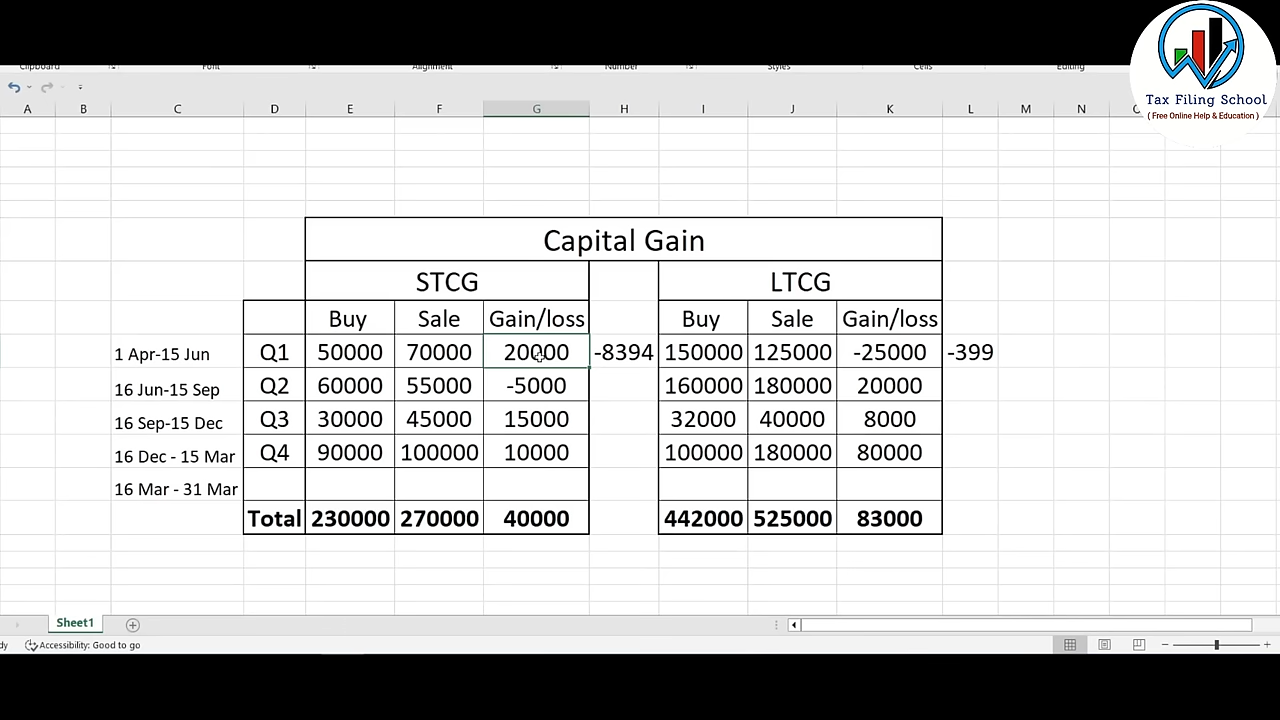 Clipboard Font Alignment Number Styles Cells Editing
Tax Filing School
( Free Online Help & Education )
A B C D E F G H I J K L M N
Capital Gain
STCG LTCG
Buy Sale Gain/loss Buy Sale Gain/loss
1 Apr-15 Jun Q1 50000 70000 20000 -8394 150000 125000 -25000 -399
16 Jun-15 Sep Q2 60000 55000 -5000 160000 180000 20000
16 Sep-15 Dec Q3 30000 45000 15000 32000 40000 8000
16 Dec - 15 Mar Q4 90000 100000 10000 100000 180000 80000
16 Mar - 31 Mar
Total 230000 270000 40000 442000 525000 83000
Sheet1
dy Accessibility: Good to go